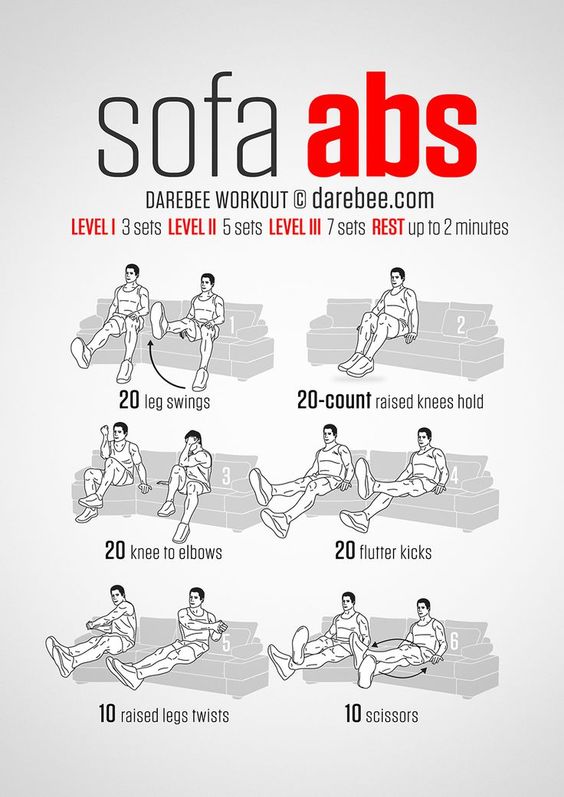 sofa abs
DAREBEE WORKOUT © darebee.com
LEVEL I 3 sets LEVEL II 5 sets LEVEL III 7 sets REST up to 2 minutes
1
20 leg swings
2
20-count raised knees hold
3
20 knee to elbows
4
20 flutter kicks
5
10 raised legs twists
6
10 scissors